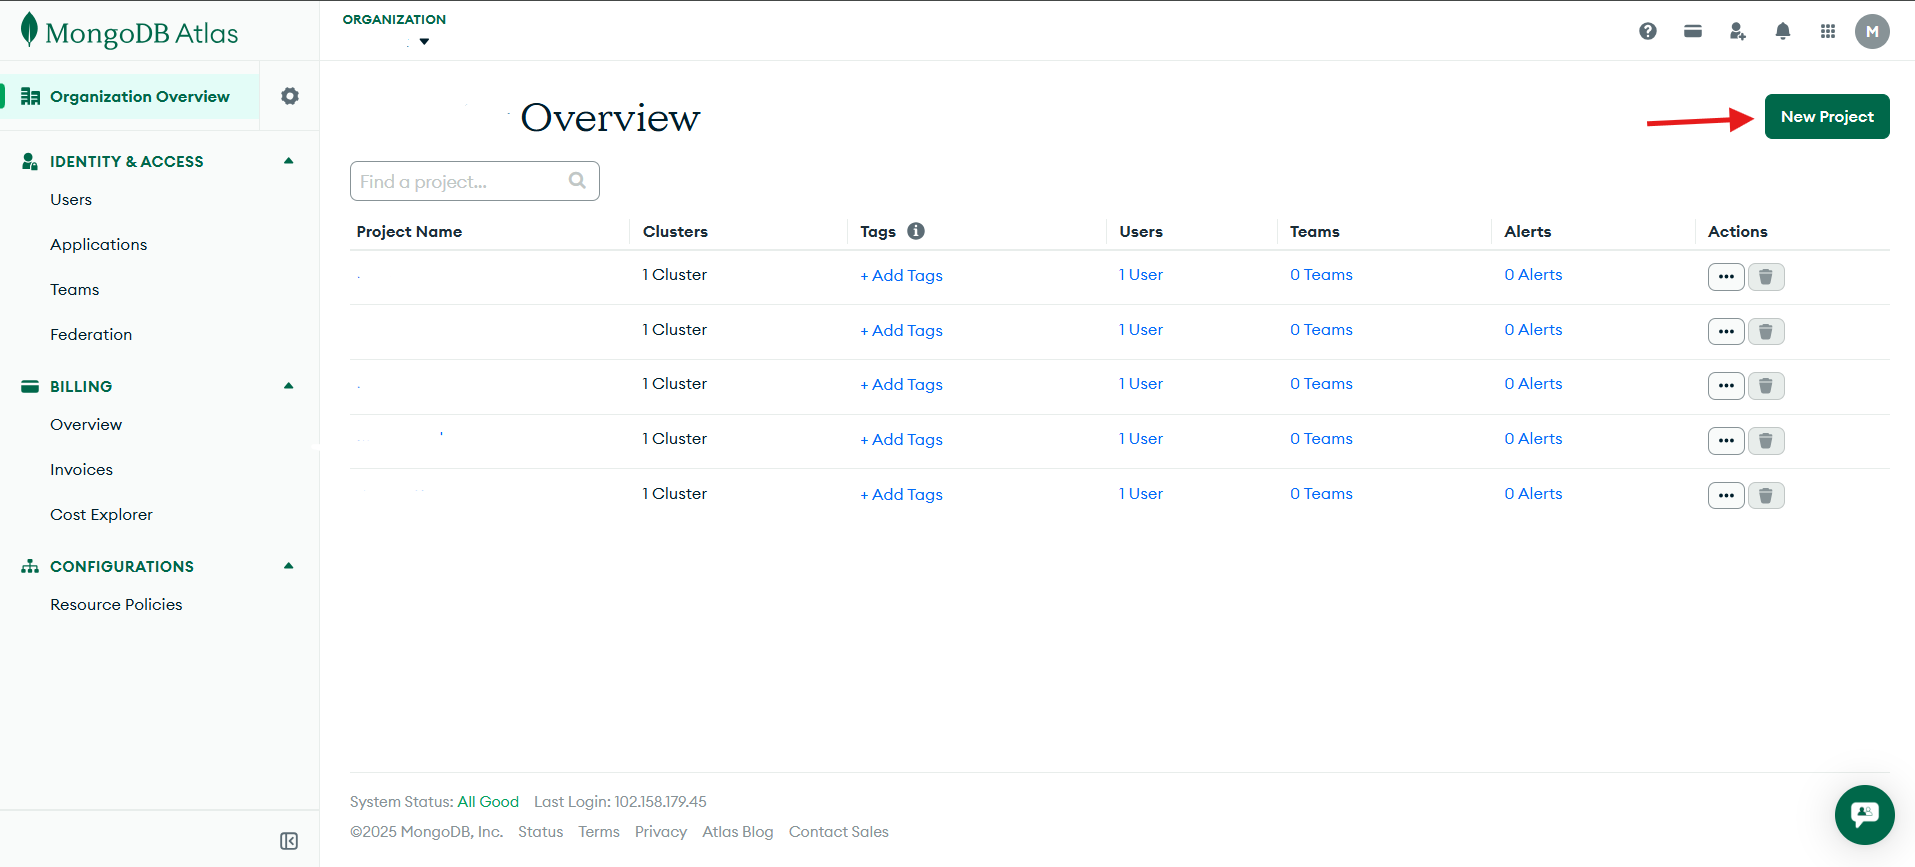 MongoDB Atlas
ORGANIZATION
M
Organization Overview
IDENTITY & ACCESS
Users
Applications
Teams
Federation
BILLING
Overview
Invoices
Cost Explorer
CONFIGURATIONS
Resource Policies
Overview
New Project
Find a project...
Project Name Clusters Tags Users Teams Alerts Actions
1 Cluster + Add Tags 1 User 0 Teams 0 Alerts
1 Cluster + Add Tags 1 User 0 Teams 0 Alerts
1 Cluster + Add Tags 1 User 0 Teams 0 Alerts
1 Cluster + Add Tags 1 User 0 Teams 0 Alerts
1 Cluster + Add Tags 1 User 0 Teams 0 Alerts
System Status: All Good Last Login: 102.158.179.45
©2025 MongoDB, Inc. Status Terms Privacy Atlas Blog Contact Sales